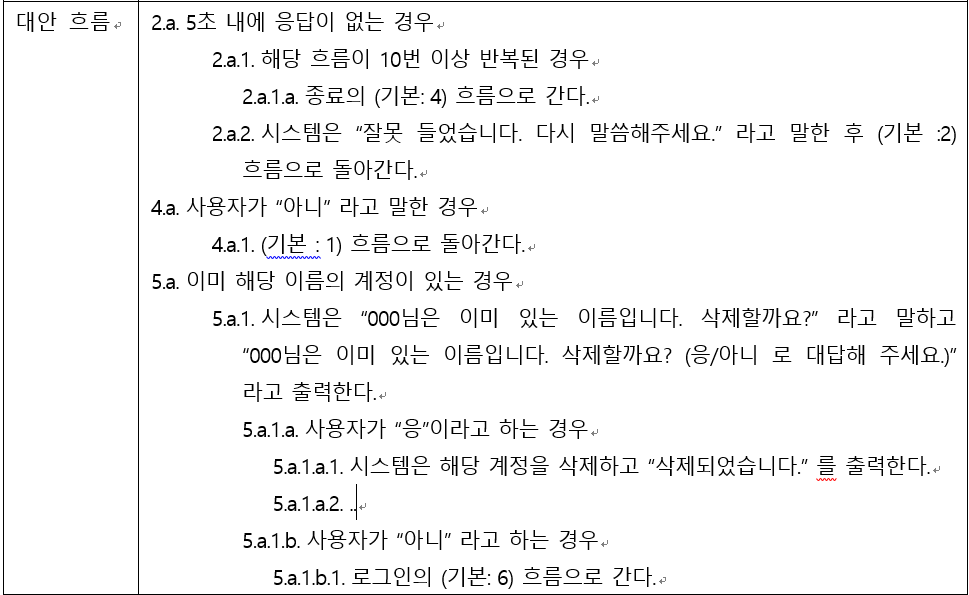 대안 흐름
2.a. 5초 내에 응답이 없는 경우
2.a.1. 해당 흐름이 10번 이상 반복된 경우
2.a.1.a. 종료의 (기본: 4) 흐름으로 간다.
2.a.2. 시스템은 “잘못 들었습니다. 다시 말씀해주세요.” 라고 말한 후 (기본 :2)
흐름으로 돌아간다.
4.a. 사용자가 “아니” 라고 말한 경우
4.a.1. (기본 : 1) 흐름으로 돌아간다.
5.a. 이미 해당 이름의 계정이 있는 경우
5.a.1. 시스템은 “000님은 이미 있는 이름입니다. 삭제할까요?” 라고 말하고
“000님은 이미 있는 이름입니다. 삭제할까요? (응/아니 로 대답해 주세요.)”
라고 출력한다.
5.a.1.a. 사용자가 “응”이라고 하는 경우
5.a.1.a.1. 시스템은 해당 계정을 삭제하고 “삭제되었습니다.” 를 출력한다.
5.a.1.a.2. ..
5.a.1.b. 사용자가 “아니” 라고 하는 경우
5.a.1.b.1. 로그인의 (기본: 6) 흐름으로 간다.